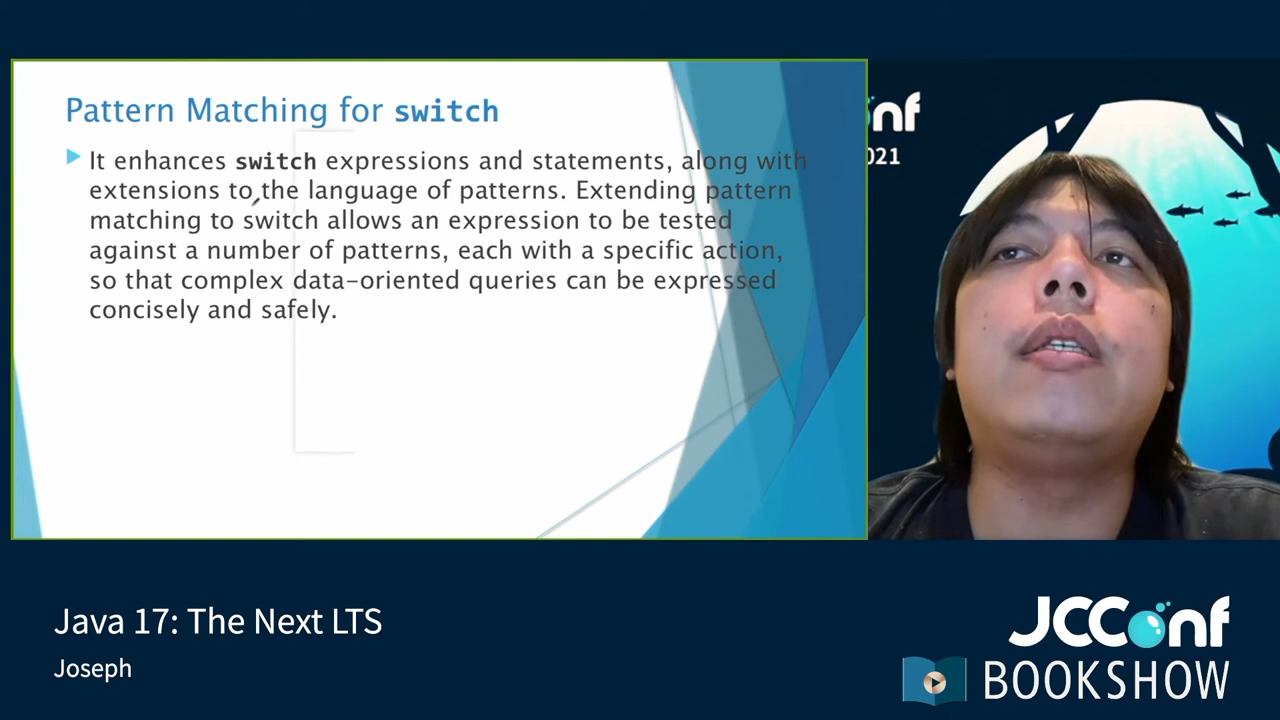 Pattern Matching for switch
It enhances switch expressions and statements, along with
extensions to the language of patterns. Extending pattern
matching to switch allows an expression to be tested
against a number of patterns, each with a specific action,
so that complex data-oriented queries can be expressed
concisely and safely.
onf
021
Java 17: The Next LTS
Joseph
JCConf
BOOKSHOW